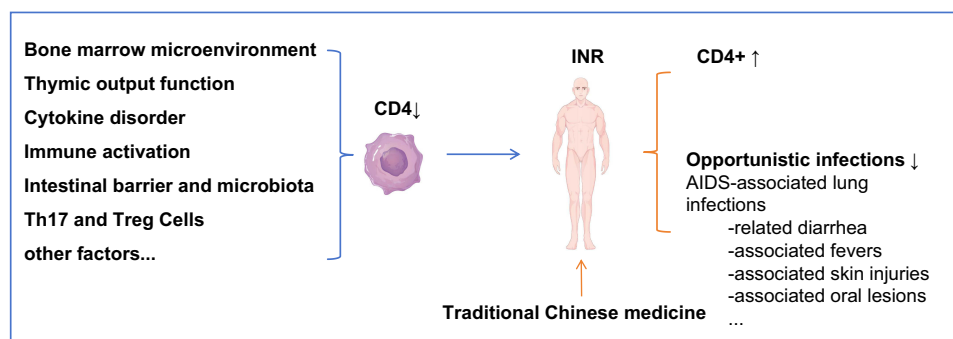 Bone marrow microenvironment
Thymic output function
Cytokine disorder
Immune activation
Intestinal barrier and microbiota
Th17 and Treg Cells
other factors...
CD4↓
INR
Traditional Chinese medicine
CD4+ ↑
Opportunistic infections ↓
AIDS-associated lung
infections
-related diarrhea
-associated fevers
-associated skin injuries
-associated oral lesions
...